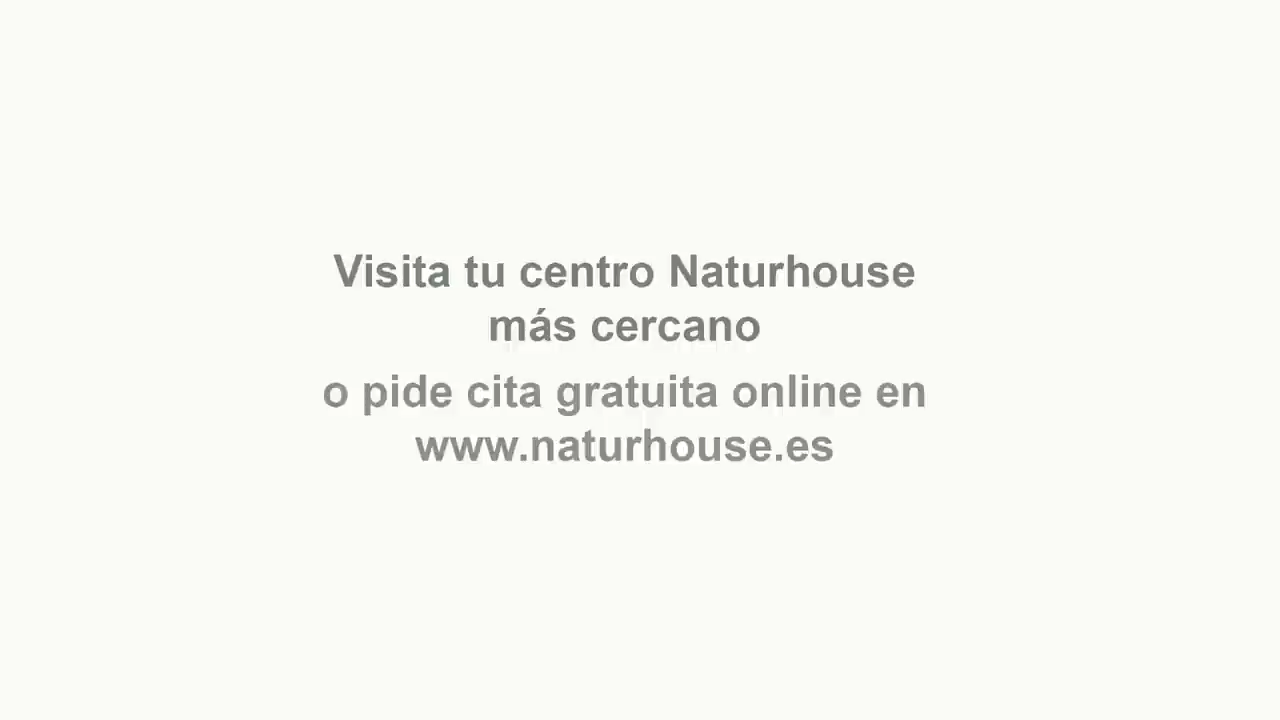 Visita tu centro Naturhouse
más cercano
o pide cita gratuita online en
www.naturhouse.es